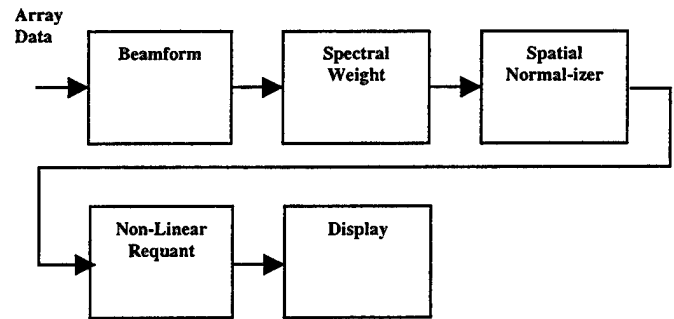 Array
Data
Beamform
Spectral
Weight
Spatial
Normal-izer
Non-Linear
Requant
Display